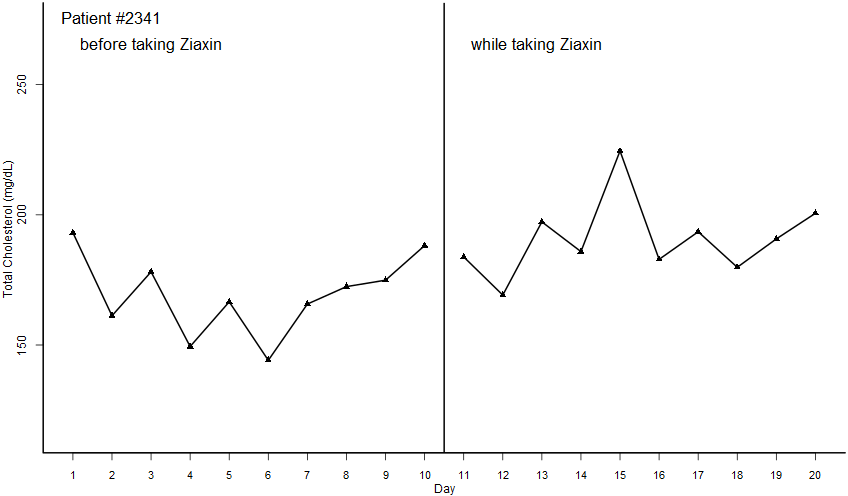 Patient #2341
before taking Ziaxin
while taking Ziaxin
Total Cholesterol (mg/dL)
250
200
150
1 2 3 4 5 6 7 8 9 10 11 12 13 14 15 16 17 18 19 20
Day